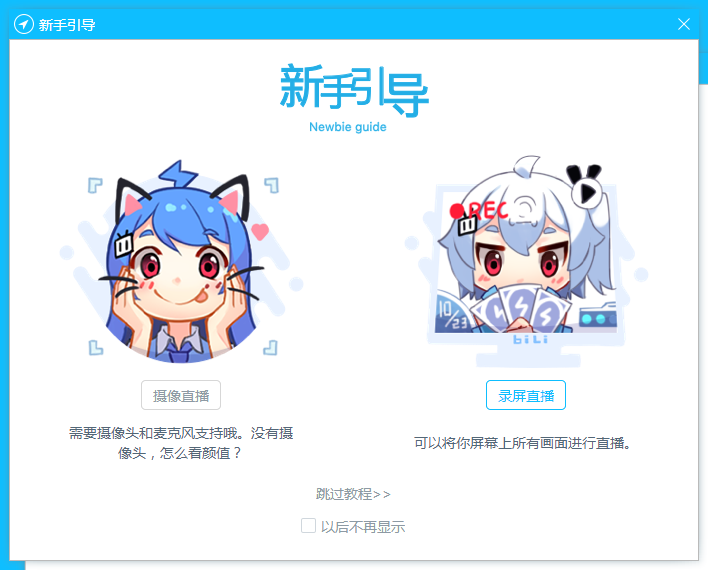 新手引导
新手引导
Newbie guide
REC
10/23
biLi
摄像直播
录屏直播
需要摄像头和麦克风支持哦。没有摄
像头，怎么看颜值？
可以将你屏幕上所有画面进行直播。
跳过教程>>
以后不再显示